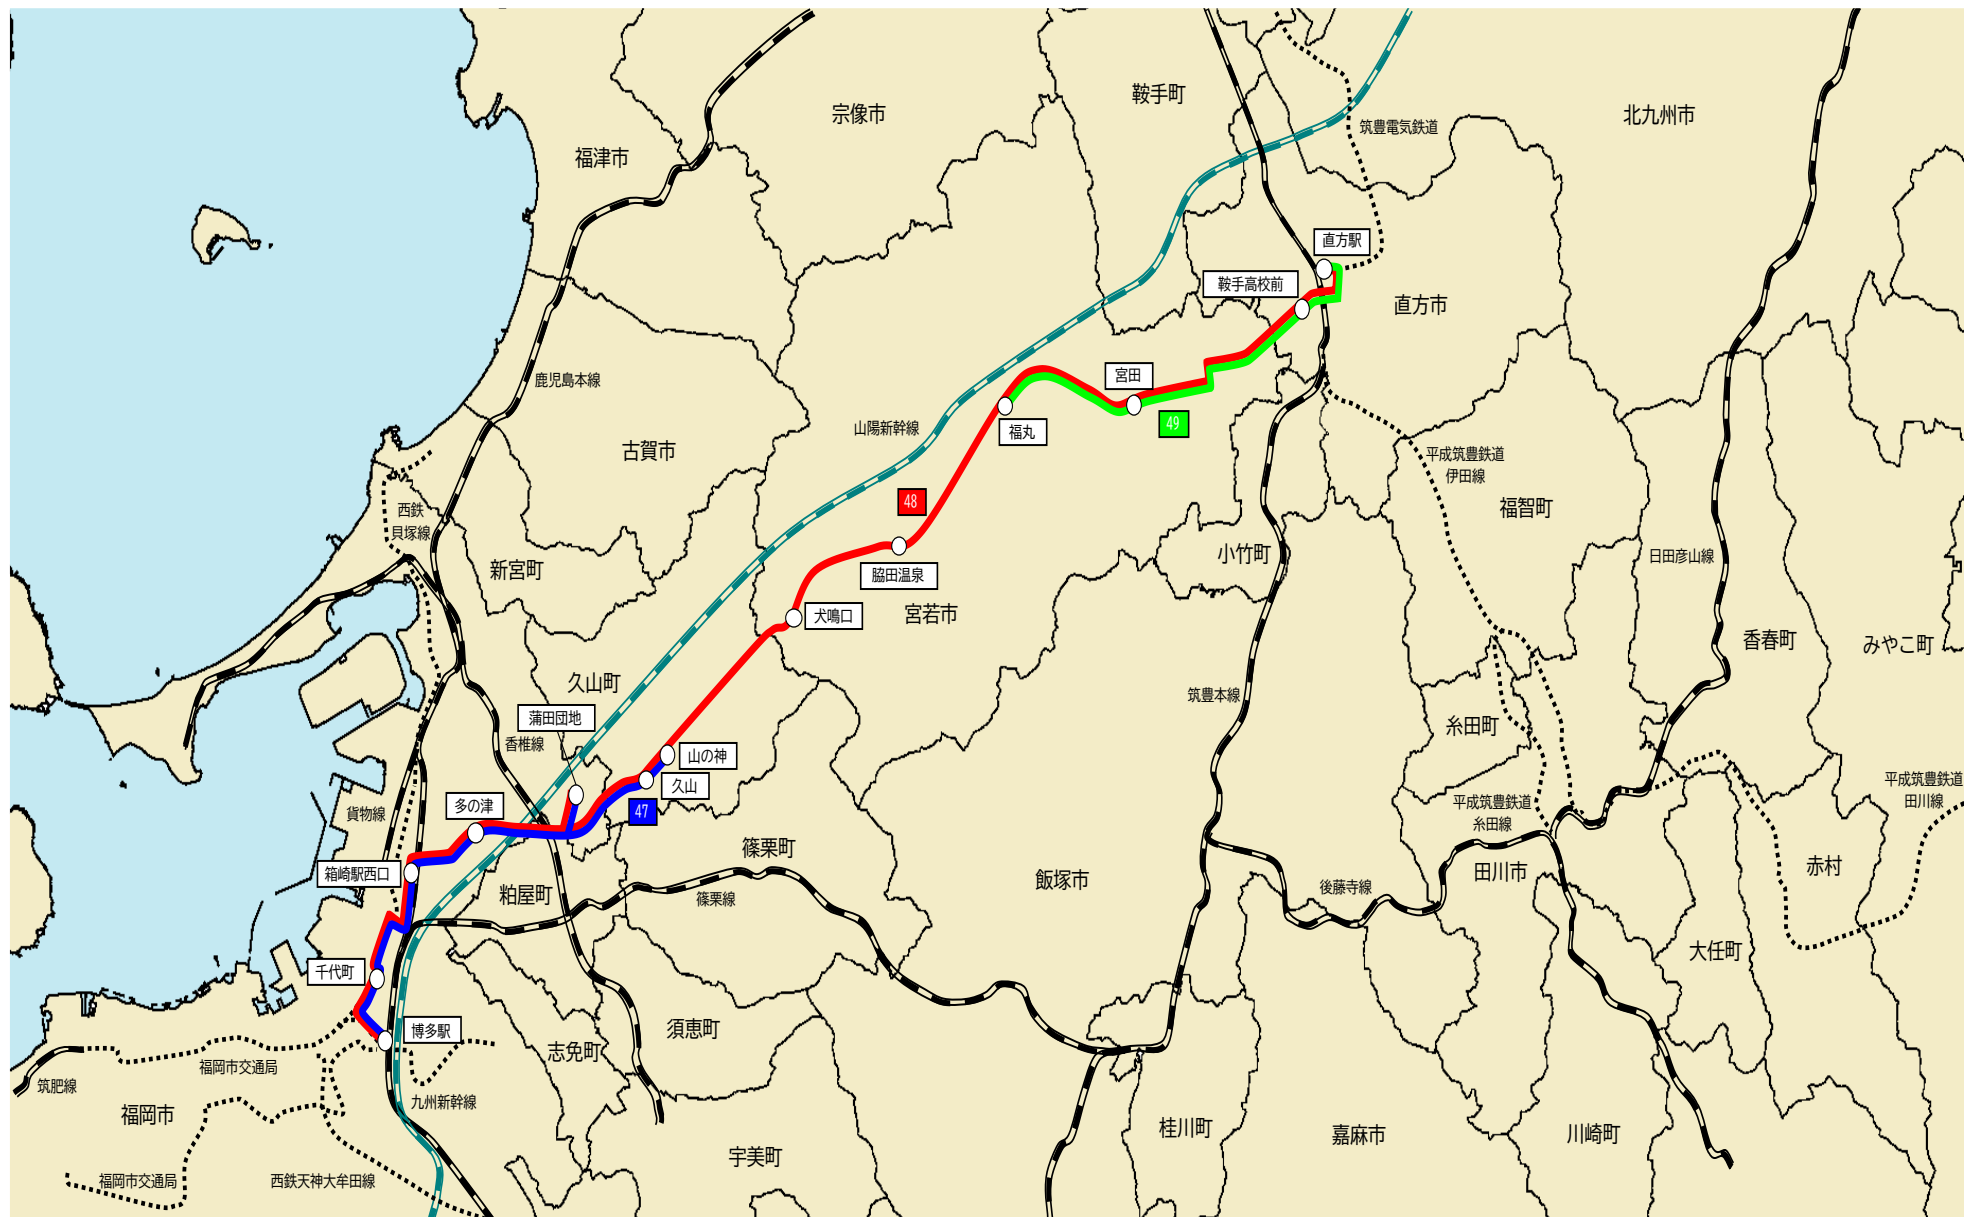 鞍手町
宗像市
北九州市
筑豊電気鉄道
福津市
直方駅
鞍手高校前
直方市
鹿児島本線
宮田
49
山陽新幹線
福丸
古賀市
平成筑豊鉄道
伊田線
48
西鉄
貝塚線
福智町
新宮町
小竹町
日田彦山線
脇田温泉
犬鳴口
宮若市
香春町
みやこ町
久山町
筑豊本線
蒲田団地
糸田町
香椎線
山の神
久山
平成筑豊鉄道
田川線
多の津
貨物線
47
平成筑豊鉄道
糸田線
篠栗町
赤村
箱崎駅西口
粕屋町
篠栗線
飯塚市
後藤寺線
田川市
大任町
千代町
博多駅
須恵町
志免町
福岡市交通局
筑肥線
九州新幹線
福岡市
桂川町
嘉麻市
川崎町
宇美町
福岡市交通局
西鉄天神大牟田線